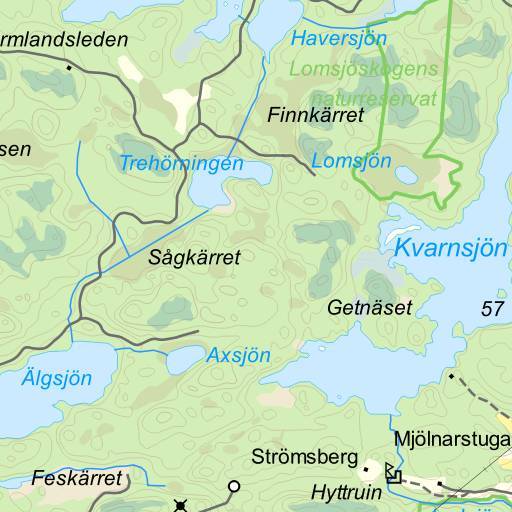 Haversjön
rmlandsleden
Lomsjöskogens
naturreservat
Finnkärret
sen
Trehörningen
Lomsjön
Kvarnsjön
Sågkärret
Getnäset
57
Axsjön
Älgsjön
Mjölnarstuga
Strömsberg
Feskärret
Hyttruin